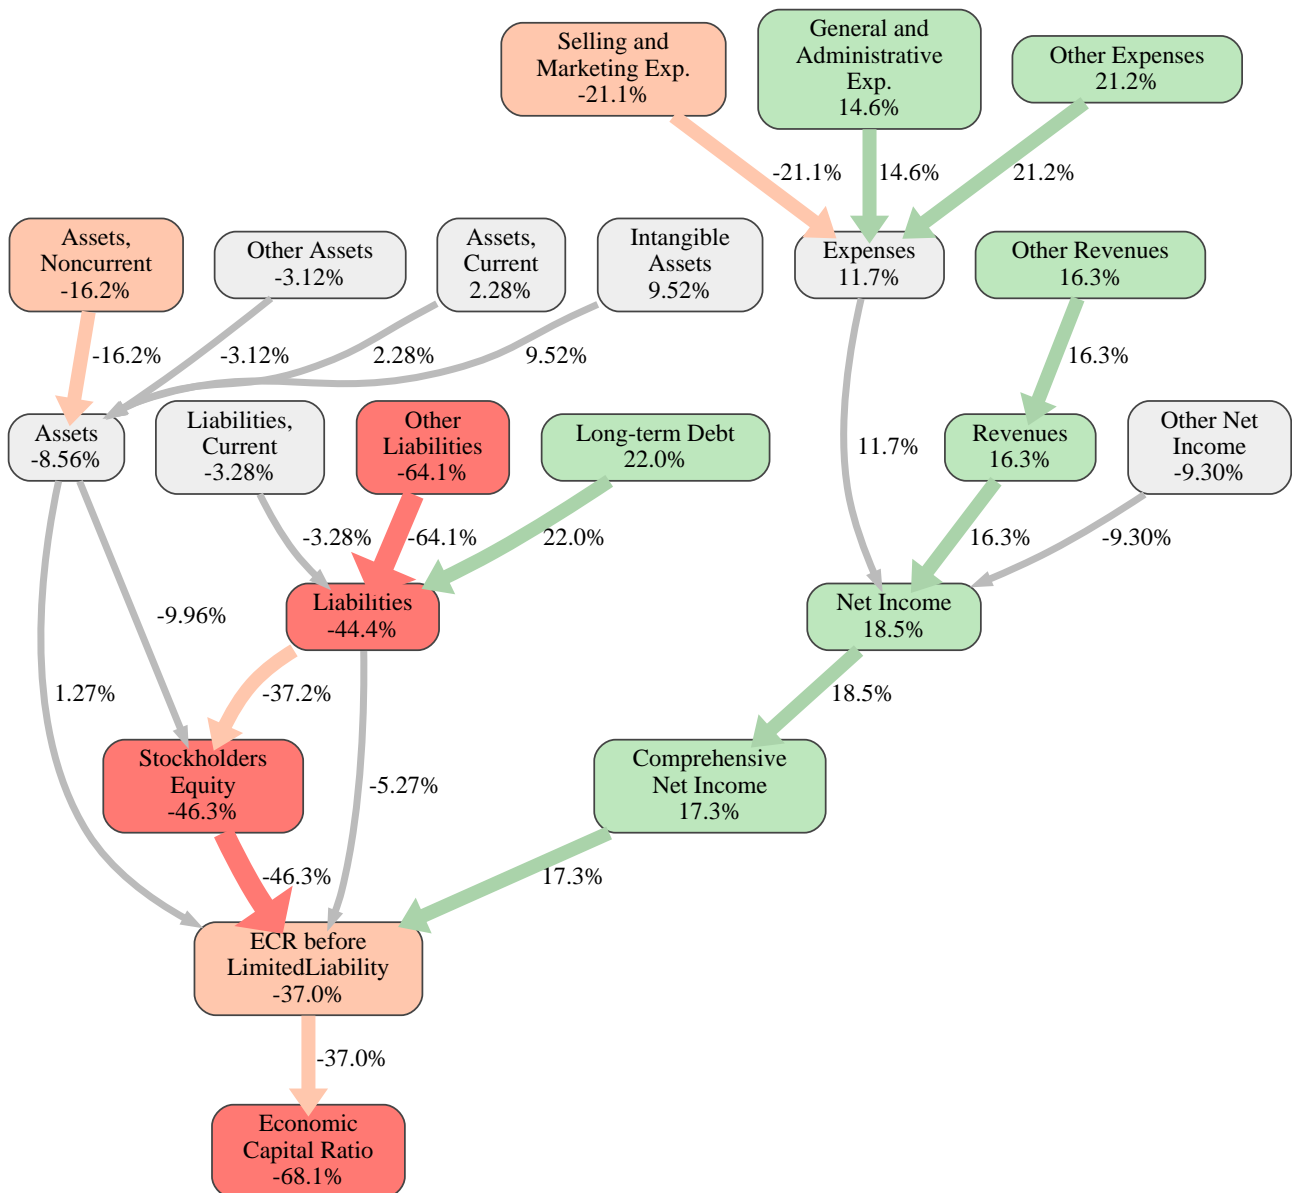 Selling and
Marketing Exp.
-21.1%
General and
Administrative
Exp.
14.6%
Other Expenses
21.2%
-21.1%
14.6%
21.2%
Assets,
Noncurrent
-16.2%
Other Assets
-3.12%
Assets,
Current
2.28%
Intangible
Assets
9.52%
Expenses
11.7%
Other Revenues
16.3%
-16.2%
-3.12%
2.28%
9.52%
16.3%
Assets
-8.56%
Liabilities,
Current
-3.28%
Other
Liabilities
-64.1%
Long-term Debt
22.0%
11.7%
Revenues
16.3%
Other Net
Income
-9.30%
-3.28%
-64.1%
22.0%
16.3%
-9.30%
-9.96%
Liabilities
-44.4%
Net Income
18.5%
1.27%
-37.2%
18.5%
Stockholders
Equity
-46.3%
-5.27%
Comprehensive
Net Income
17.3%
-46.3%
17.3%
ECR before
LimitedLiability
-37.0%
-37.0%
Economic
Capital Ratio
-68.1%